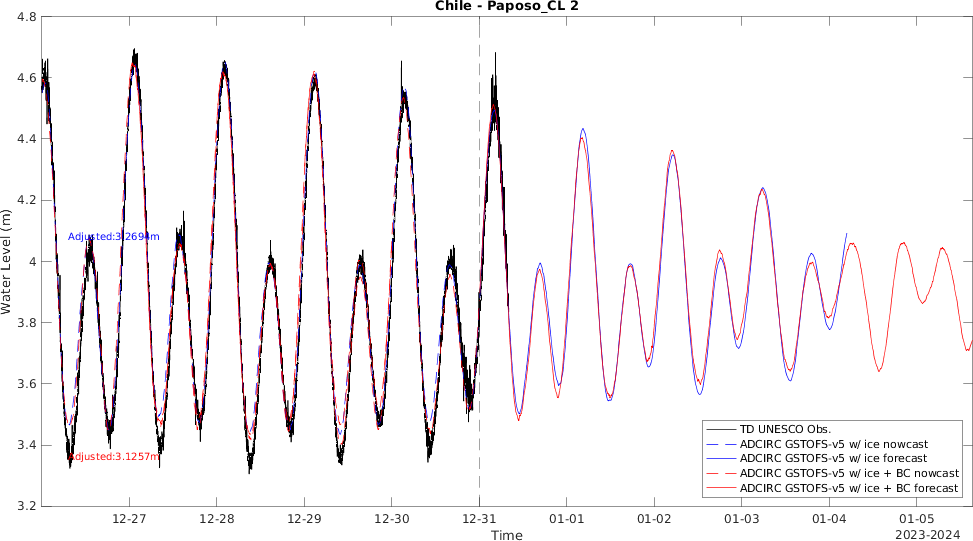 Chile - Paposo_CL 2
4.8
4.6
4.4
4.2
4
3.8
3.6
3.4
3.2
Water Level (m)
Adjusted:3.2694m
Adjusted:3.1257m
TD UNESCO Obs.
ADCIRC GSTOFS-v5 w/ ice nowcast
ADCIRC GSTOFS-v5 w/ ice forecast
ADCIRC GSTOFS-v5 w/ ice + BC nowcast
ADCIRC GSTOFS-v5 w/ ice + BC forecast
12-27 12-28 12-29 12-30 12-31 01-01 01-02 01-03 01-04 01-05
Time
2023-2024